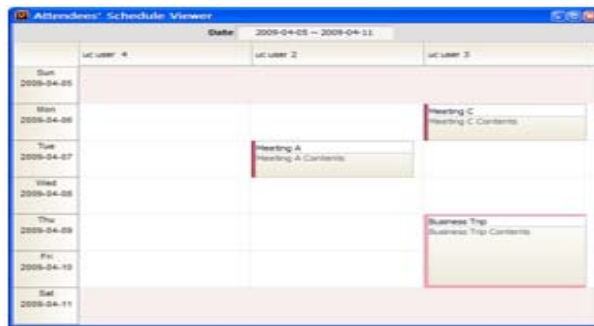 Attendees' Schedule Viewer
Date 2009-04-05 ~ 2009-04-11
uc user 4 uc user 2 uc user 3
Sun
2009-04-05
Mon
2009-04-06
Meeting C
Meeting C Contents
Tue
2009-04-07
Meeting A
Meeting A Contents
Wed
2009-04-08
Thu
2009-04-09
Business Trip
Business Trip Contents
Fri
2009-04-10
Sat
2009-04-11